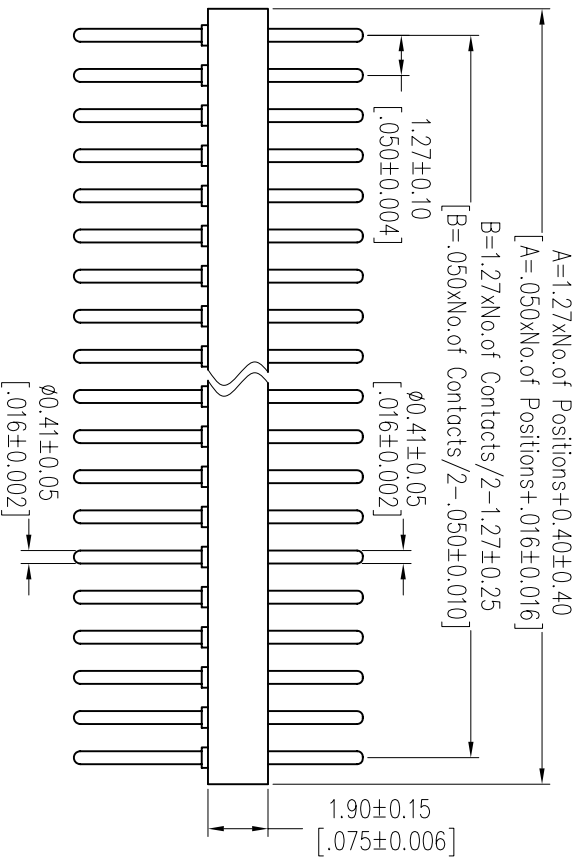 A=1.27xNo.of Positions+0.40±0.40
[A=.050xNo.of Positions+.016±0.016]
B=1.27xNo.of Contacts/2-1.27±0.25
[B=.050xNo.of Contacts/2-.050±0.010]
1.27±0.10
[.050±0.004]
ø0.41±0.05
[.016±0.002]
ø0.41±0.05
[.016±0.002]
1.90±0.15
[.075±0.006]